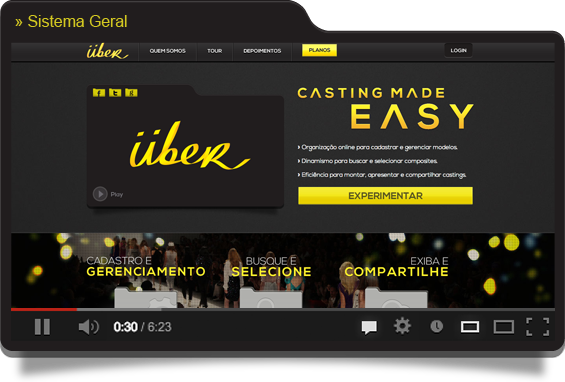 » Sistema Geral
über QUEM SOMOS TOUR DEPOIMENTOS PLANOS LOGIN
CASTING MADE
EASY
über
Organização online para cadastrar e gerenciar modelos.
Dinamismo para buscar e selecionar composites.
Eficiência para montar, apresentar e compartilhar castings.
Play
EXPERIMENTAR
CADASTRO E
GERENCIAMENTO
BUSQUE E
SELECIONE
EXIBA E
COMPARTILHE
0:30 / 6:23